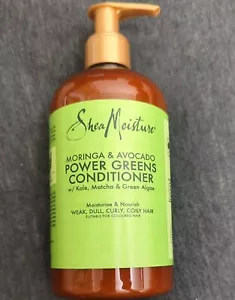 SheaMoisture
MORINGA & AVOCADO
POWER GREENS
CONDITIONER
w/ Kale, Matcha & Green Algae
Moisturise & Nourish
WEAK, DULL, CURLY, COILY HAIR
SUITABLE FOR COLOURED HAIR